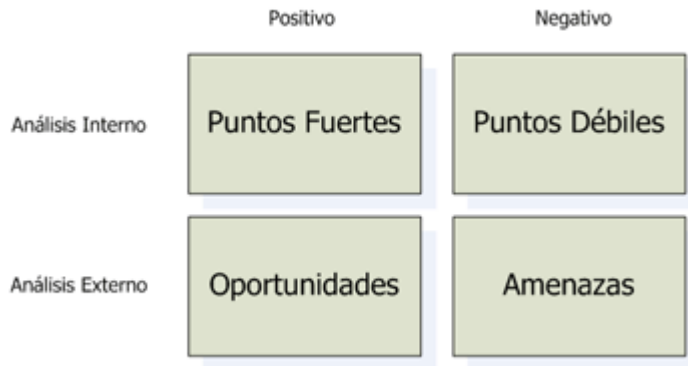 Positivo
Negativo
Análisis Interno
Puntos Fuertes
Puntos Débiles
Análisis Externo
Oportunidades
Amenazas